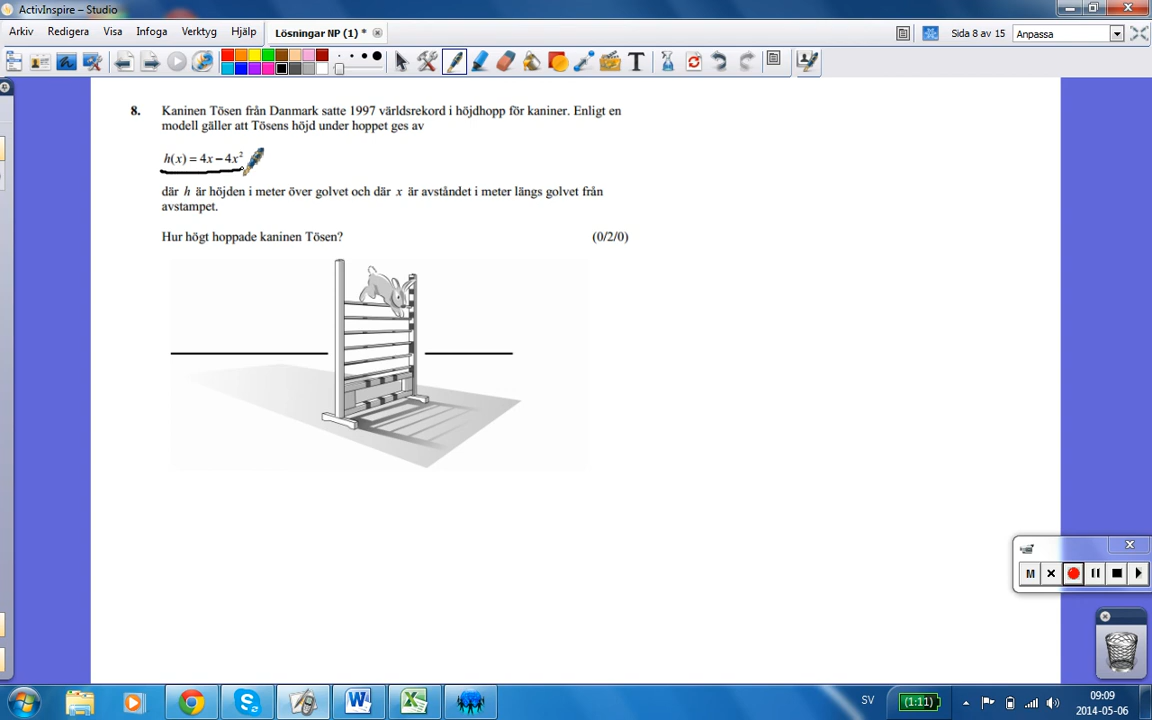 ActivInspire – Studio
Arkiv Redigera Visa Infoga Verktyg Hjälp
Lösningar NP (1) *
Sida 8 av 15
Anpassa
8. Kaninen Tösen från Danmark satte 1997 världsrekord i höjdhopp för kaniner. Enligt en
modell gäller att Tösens höjd under hoppet ges av
h(x) = 4x − 4x²
där h är höjden i meter över golvet och där x är avståndet i meter längs golvet från
avstampet.
Hur högt hoppade kaninen Tösen? (0/2/0)
M
SV
(1:11)
09:09
2014-05-06